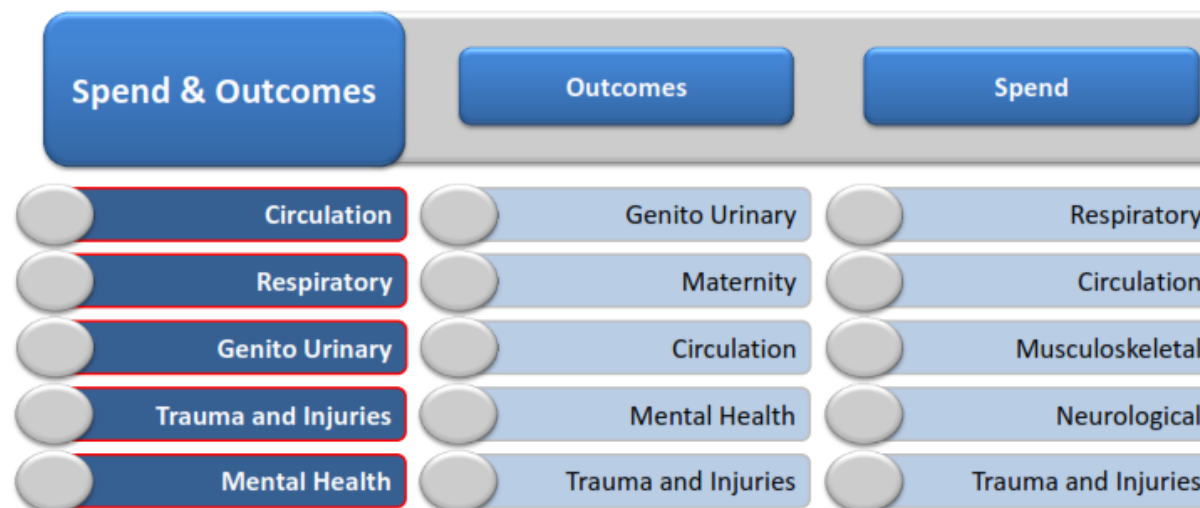 Spend & Outcomes
Outcomes
Spend
Circulation
Genito Urinary
Respiratory
Respiratory
Maternity
Circulation
Genito Urinary
Circulation
Musculoskeletal
Trauma and Injuries
Mental Health
Neurological
Mental Health
Trauma and Injuries
Trauma and Injuries